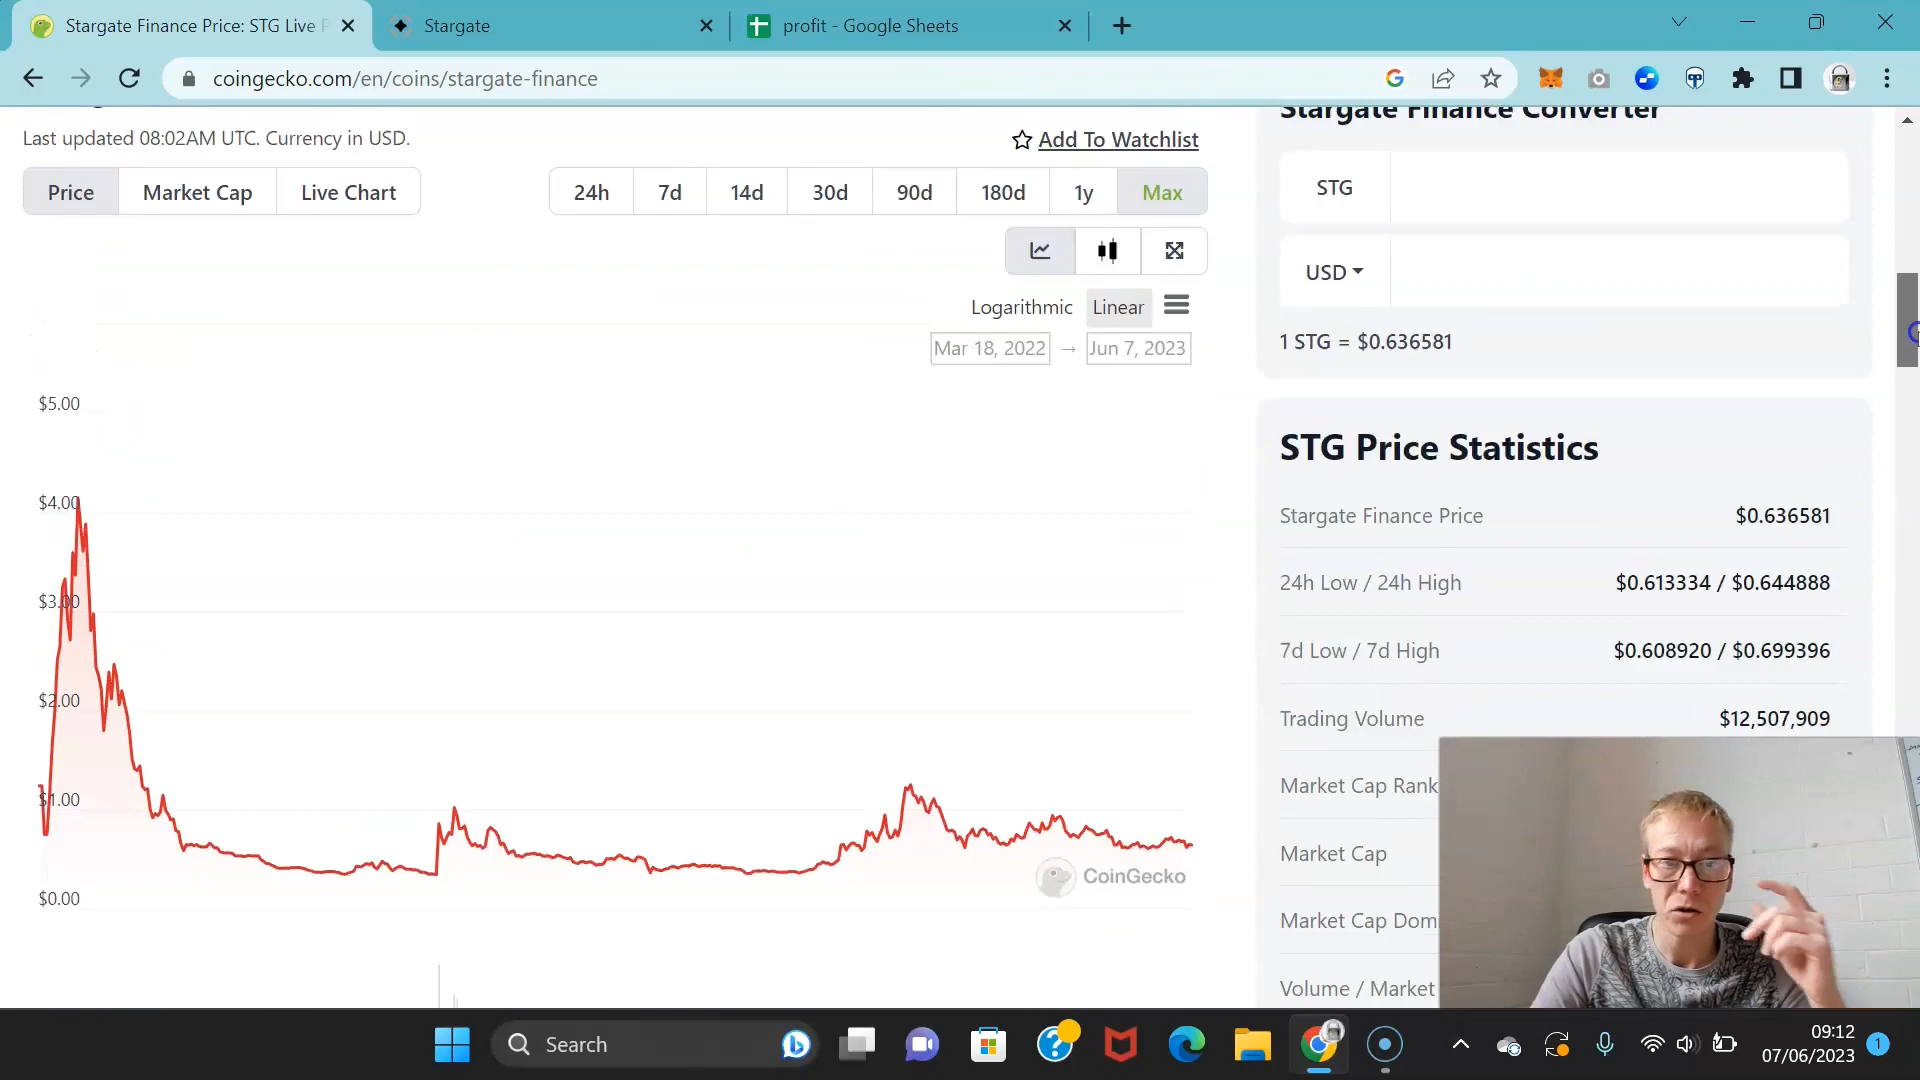 Stargate Finance Price: STG Live
Stargate
profit - Google Sheets
coingecko.com/en/coins/stargate-finance
Last updated 08:02AM UTC. Currency in USD.
Add To Watchlist
Price
Market Cap
Live Chart
24h
7d
14d
30d
90d
180d
1y
Max
Logarithmic
Linear
Mar 18, 2022 → Jun 7, 2023
$5.00
$4.00
$3.00
$2.00
$1.00
$0.00
CoinGecko
Stargate Finance Converter
STG
USD
1 STG = $0.636581
STG Price Statistics
Stargate Finance Price $0.636581
24h Low / 24h High $0.613334 / $0.644888
7d Low / 7d High $0.608920 / $0.699396
Trading Volume $12,507,909
Market Cap Rank
Market Cap
Market Cap Dom
Volume / Market
Search
09:12
07/06/2023
1